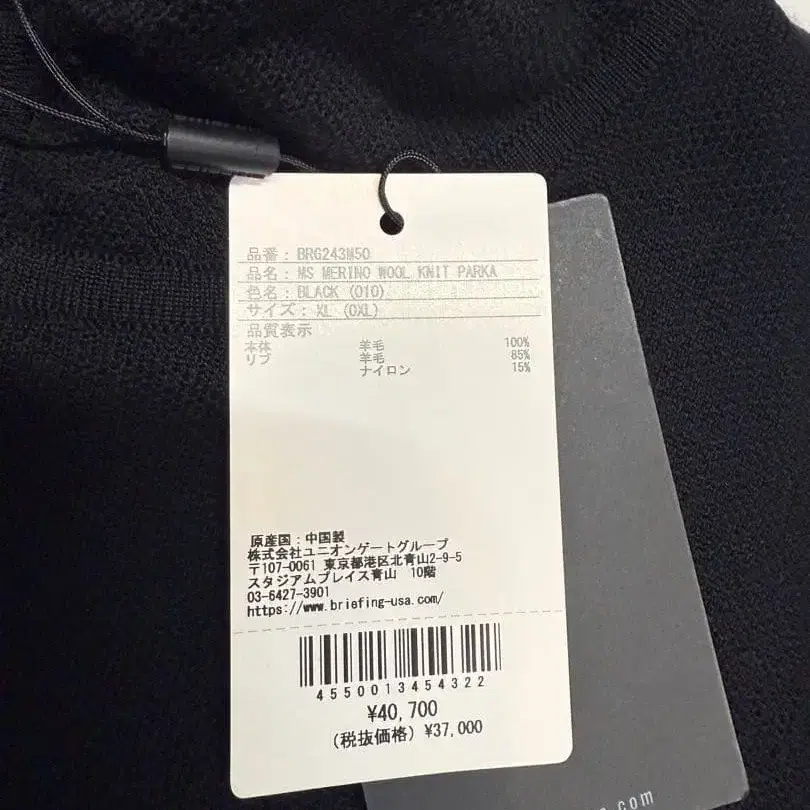 品番：BRG243M50
品名：MS MERINO WOOL KNIT PARKA
色名：BLACK (010)
サイズ：XL (0XL)
品質表示
本体 羊毛 100%
リブ 羊毛 85%
ナイロン 15%
原産国：中国製
株式会社ユニオンゲートグループ
〒107-0061 東京都港区北青山2-9-5
スタジアムプレイス青山 10階
03-6427-3901
https://www.briefing-usa.com/
4550013454322
¥40,700
(税抜価格) ¥37,000
.com